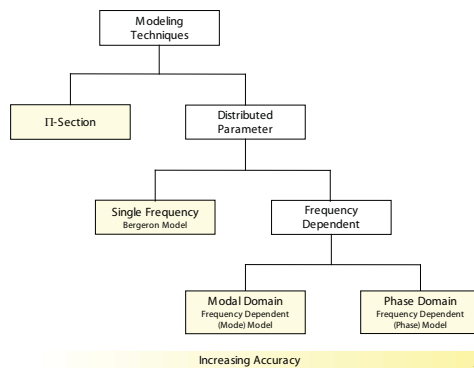 Modeling
Techniques
Π-Section
Distributed
Parameter
Single Frequency
Bergeron Model
Frequency
Dependent
Modal Domain
Frequency Dependent
(Mode) Model
Phase Domain
Frequency Dependent
(Phase) Model
Increasing Accuracy